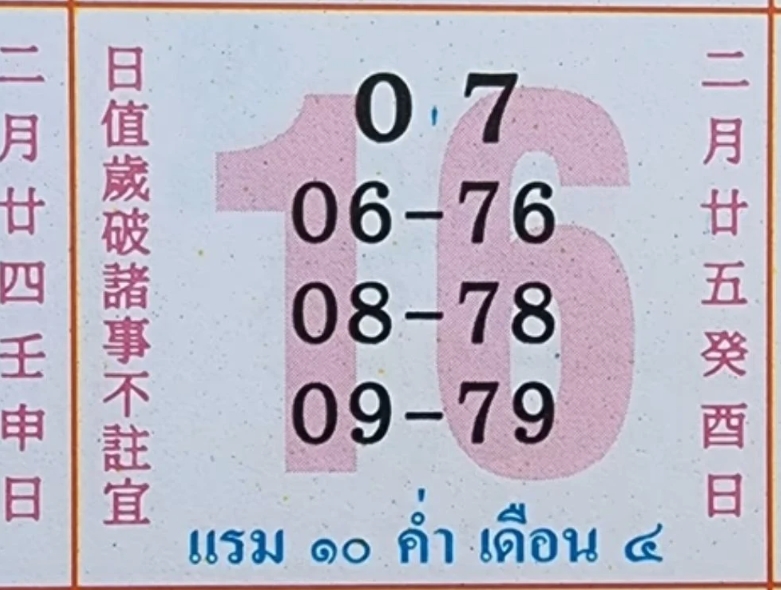 二月廿四壬申日
日值歲破諸事不註宜
16
0 7
06-76
08-78
09-79
二月廿五癸酉日
แรม ๑๐ ค่ำ เดือน ๔